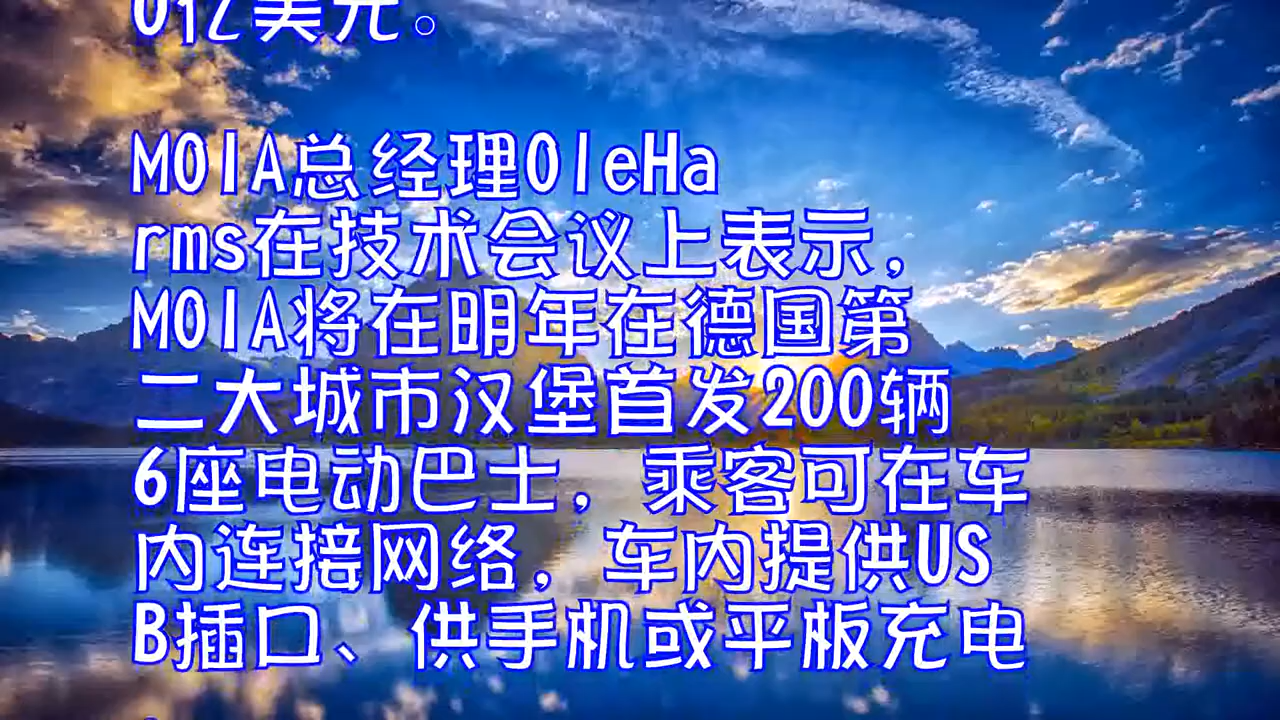 0亿美元。
MOIA总经理OleHa
rms在技术会议上表示，
MOIA将在明年在德国第
二大城市汉堡首发200辆
6座电动巴士，乘客可在车
内连接网络，车内提供US
B插口、供手机或平板充电